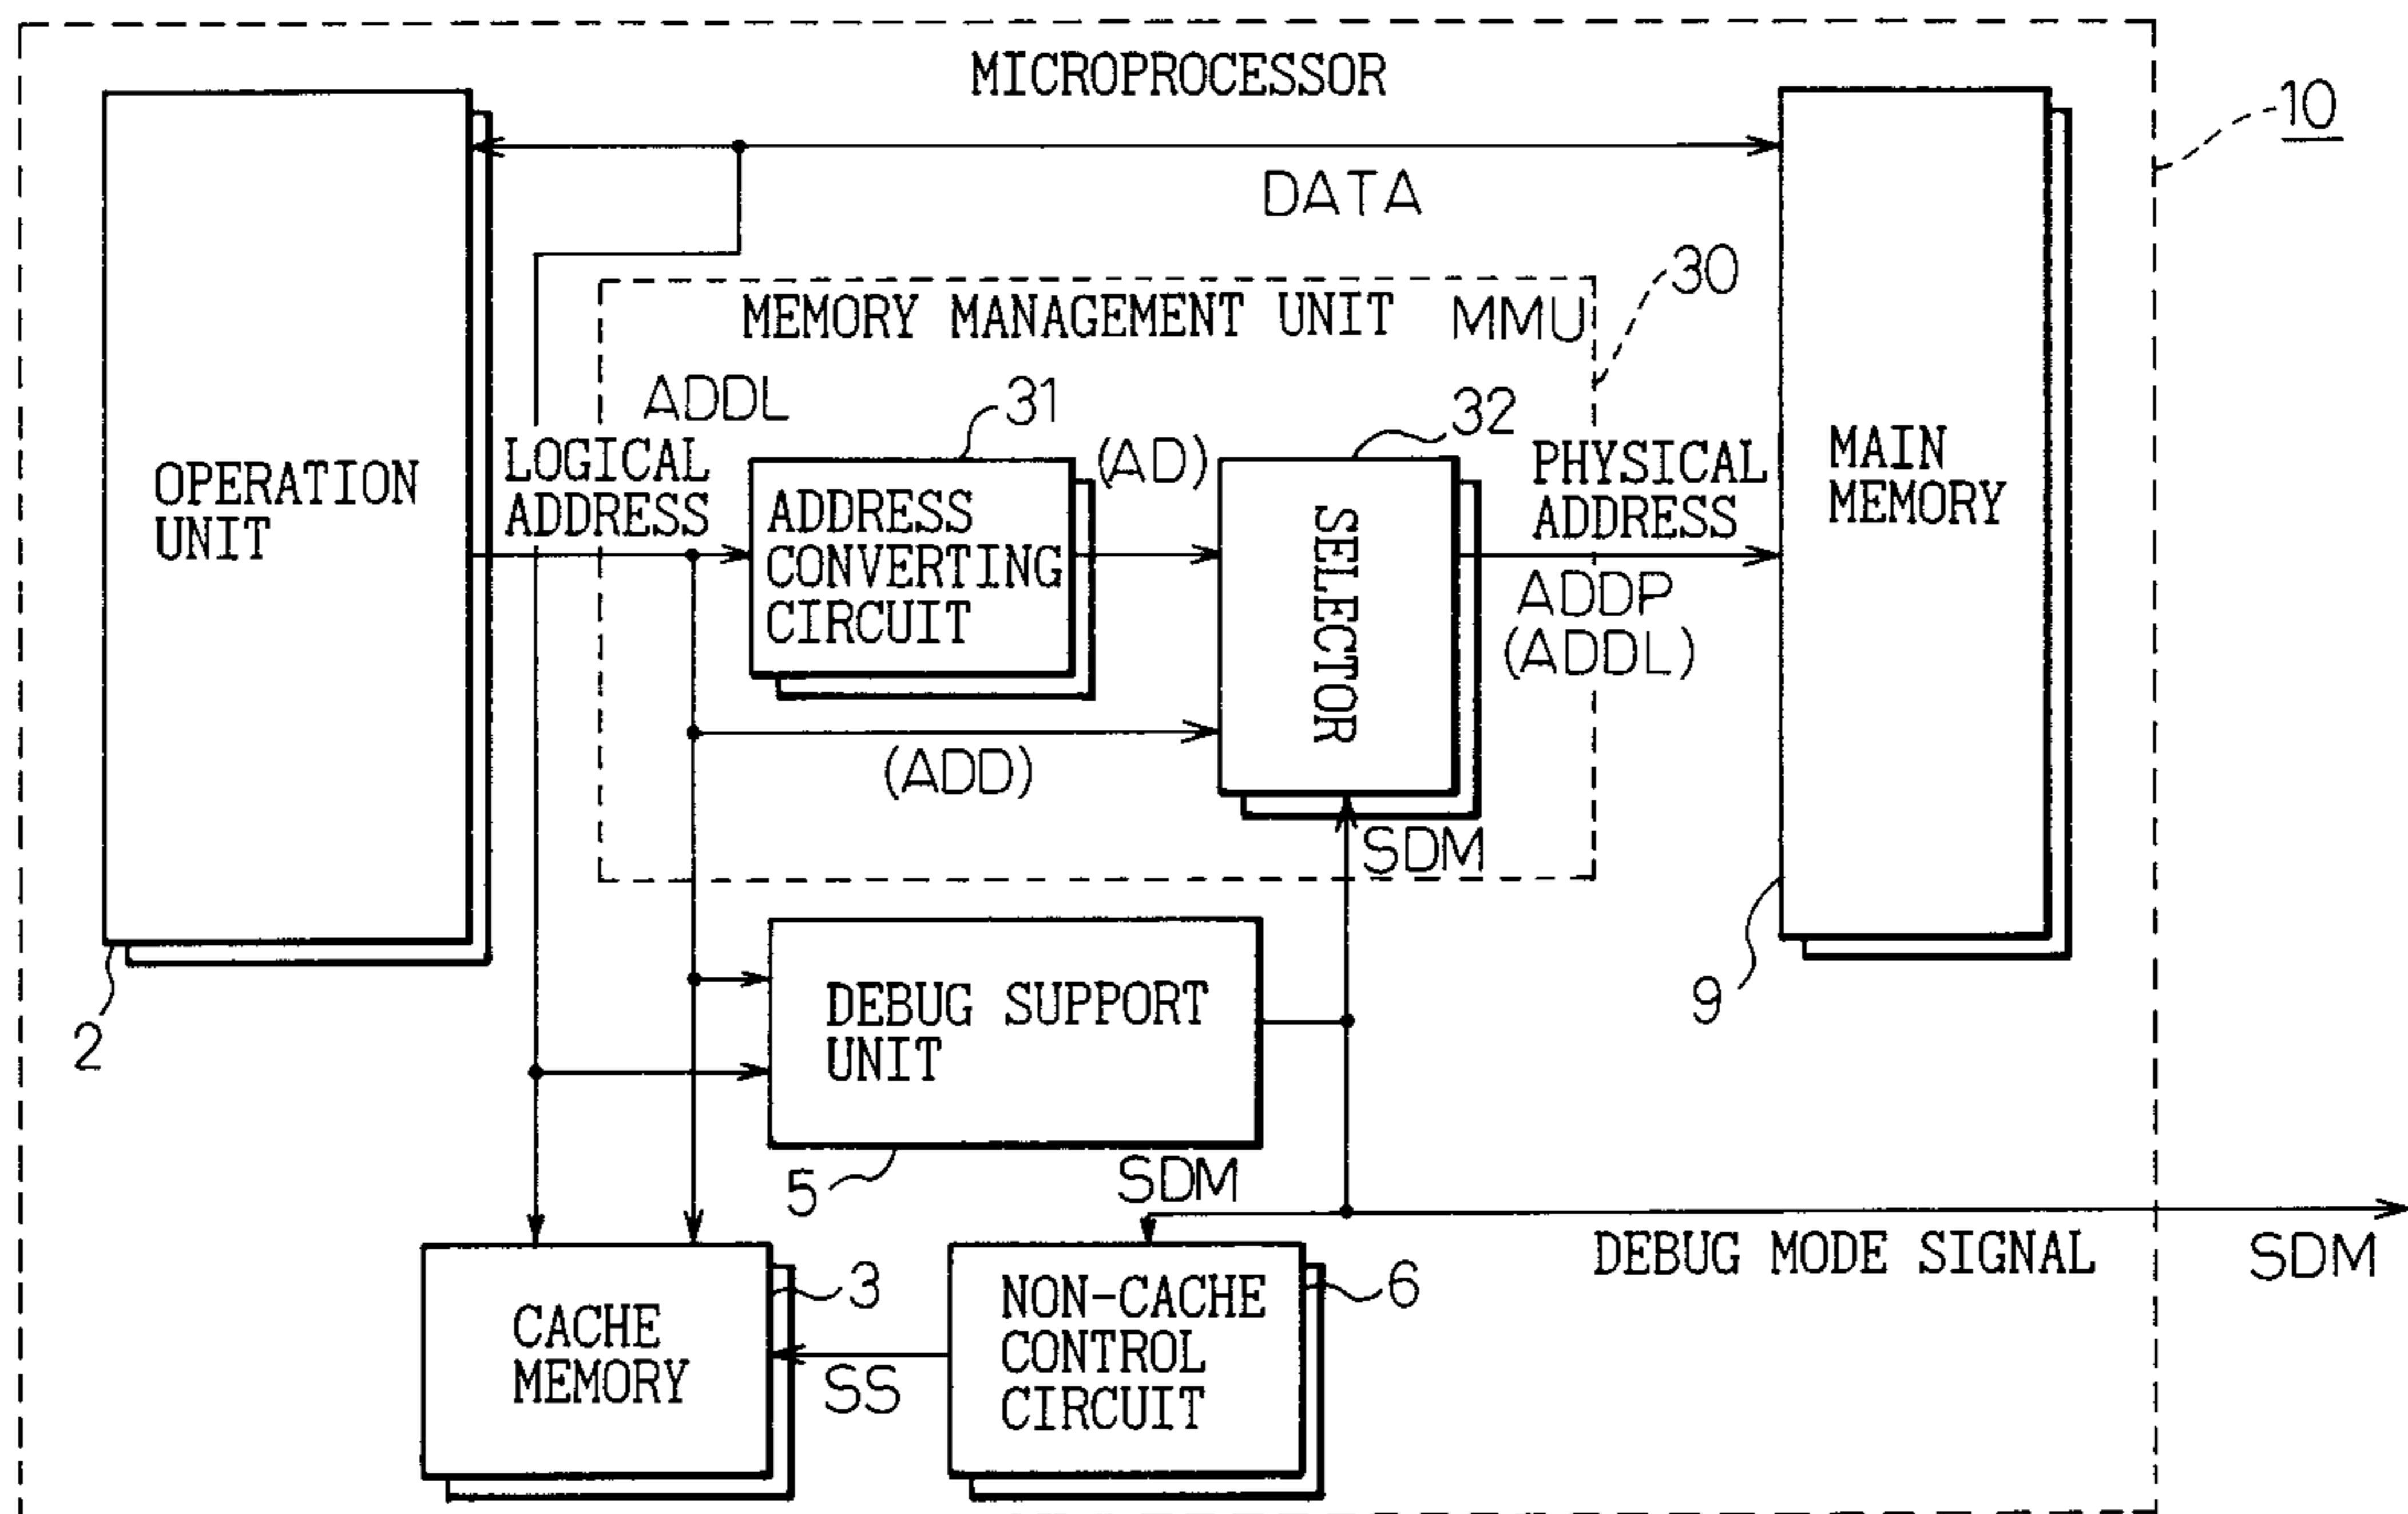 MICROPROCESSOR
10
DATA
30
MEMORY MANAGEMENT UNIT MMU
ADDL
31
(AD)
32
OPERATION
UNIT
LOGICAL
ADDRESS
ADDRESS
CONVERTING
CIRCUIT
SELECTOR
PHYSICAL
ADDRESS
ADDP
(ADDL)
MAIN
MEMORY
(ADD)
SDM
2
9
DEBUG SUPPORT
UNIT
5
SDM
DEBUG MODE SIGNAL
SDM
CACHE
MEMORY
3
SS
NON-CACHE
CONTROL
CIRCUIT
6